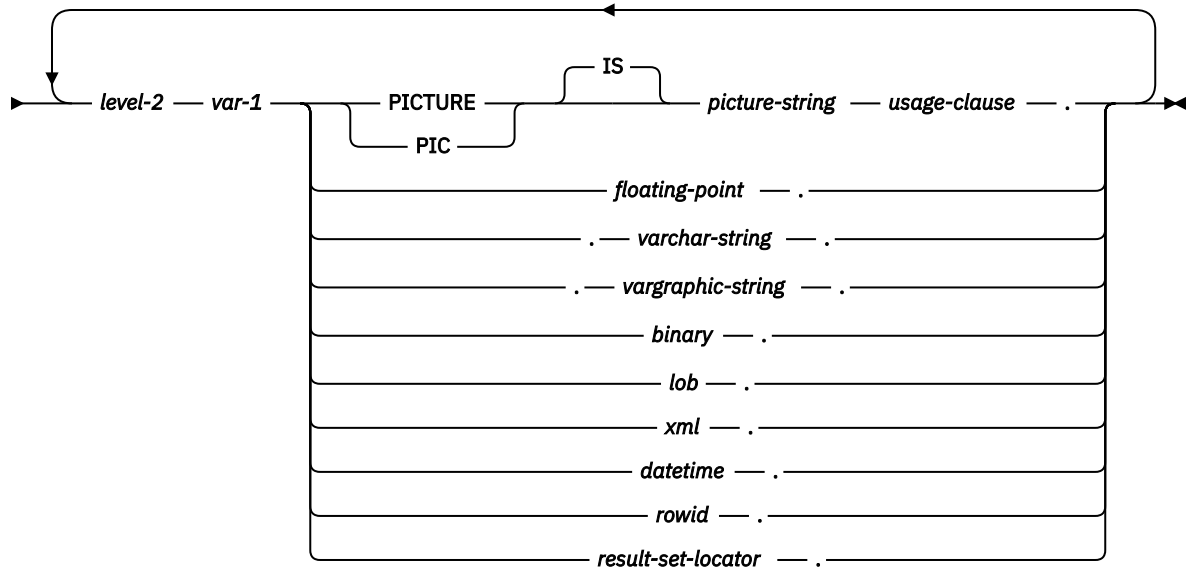 IS
level-2 var-1 PICTURE picture-string usage-clause .
PIC
floating-point .
. varchar-string .
. vargraphic-string .
binary .
lob .
xml .
datetime .
rowid .
result-set-locator .